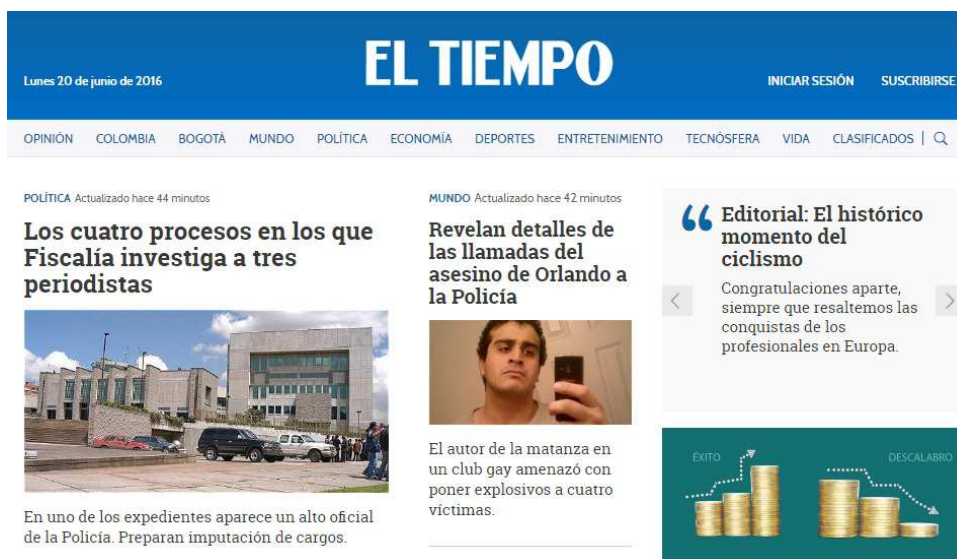 EL TIEMPO
Lunes 20 de junio de 2016
INICIAR SESIÓN SUSCRIBIRSE
OPINIÓN COLOMBIA BOGOTÁ MUNDO POLÍTICA ECONOMÍA DEPORTES ENTRETENIMIENTO TECNÓSFERA VIDA CLASIFICADOS
POLÍTICA Actualizado hace 44 minutos
Los cuatro procesos en los que
Fiscalía investiga a tres
periodistas
En uno de los expedientes aparece un alto oficial
de la Policía. Preparan imputación de cargos.
MUNDO Actualizado hace 42 minutos
Revelan detalles de
las llamadas del
asesino de Orlando a
la Policía
El autor de la matanza en
un club gay amenazó con
poner explosivos a cuatro
víctimas.
Editorial: El histórico
momento del
ciclismo
Congratulaciones aparte,
siempre que resaltemos las
conquistas de los
profesionales en Europa.
ÉXITO DESCALABRO